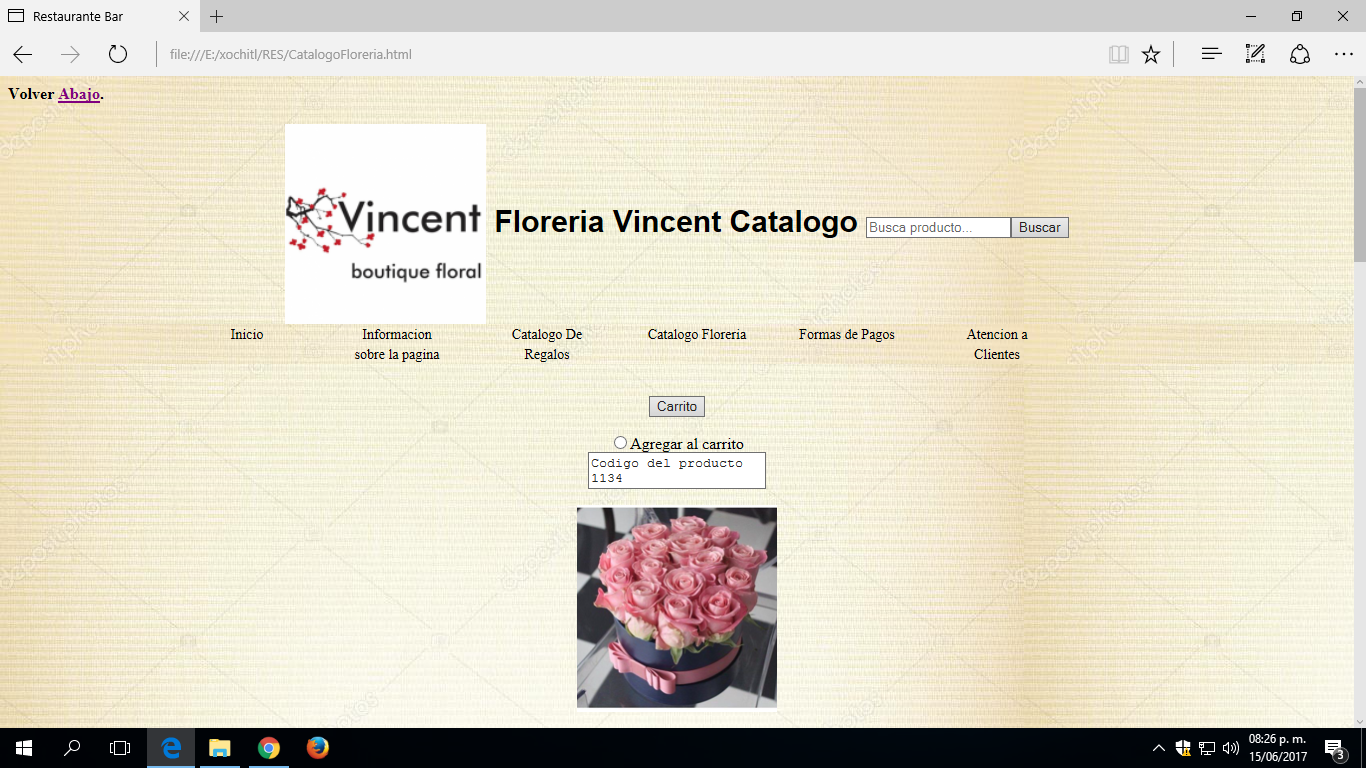 Restaurante Bar
file:///E:/xochitl/RES/CatalogoFloreria.html
Volver Abajo.
Vincent
boutique floral
Floreria Vincent Catalogo
Busca producto...
Buscar
Inicio
Informacion
sobre la pagina
Catalogo De
Regalos
Catalogo Floreria
Formas de Pagos
Atencion a
Clientes
Carrito
Agregar al carrito
Codigo del producto
1134
depositphotos
08:26 p. m.
15/06/2017
3